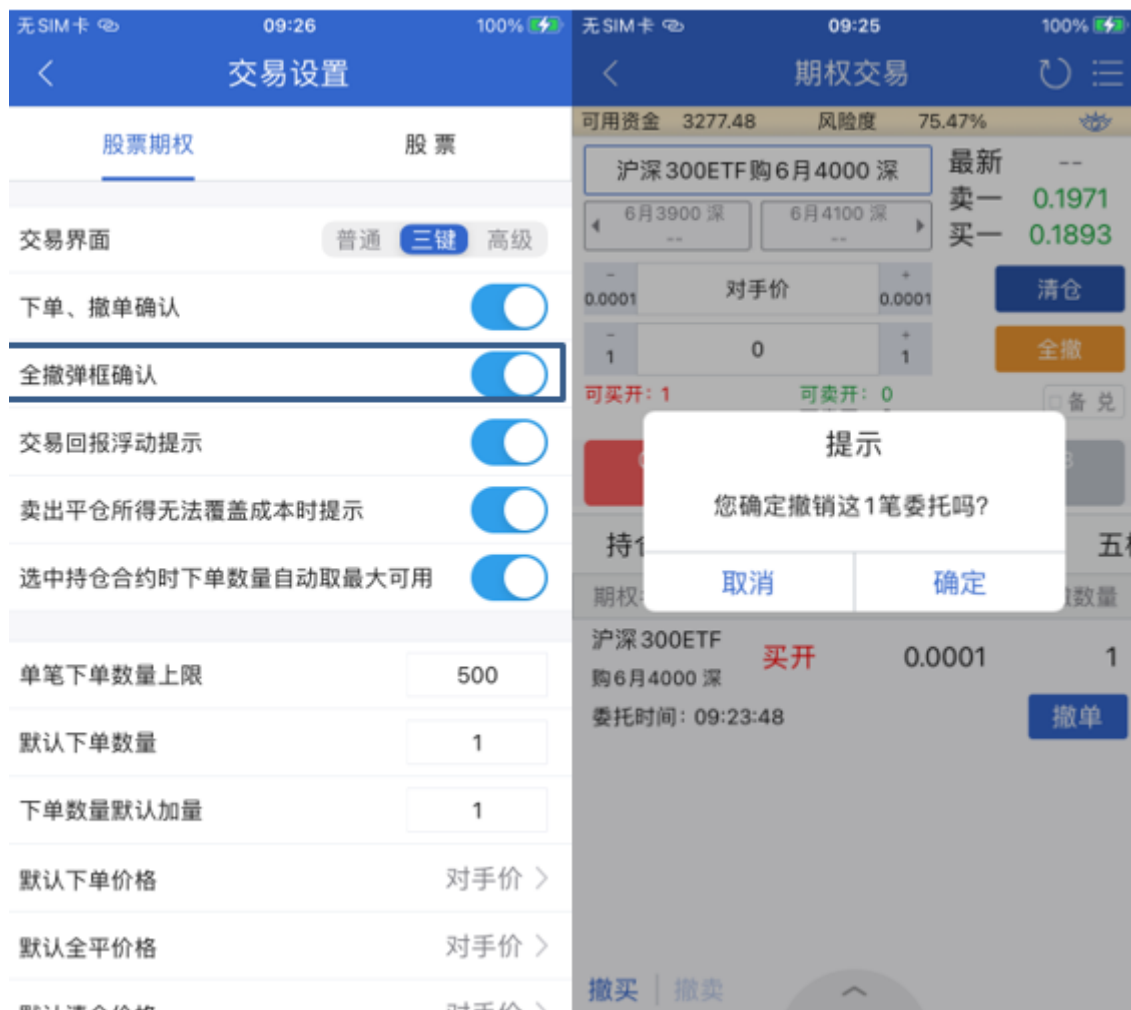 无SIM卡 09:26 100%
交易设置
股票期权 股 票
交易界面 普通 三键 高级
下单、撤单确认
全撤弹框确认
交易回报浮动提示
卖出平仓所得无法覆盖成本时提示
选中持仓合约时下单数量自动取最大可用
单笔下单数量上限 500
默认下单数量 1
下单数量默认加量 1
默认下单价格 对手价
默认全平价格 对手价
无SIM卡 09:25 100%
期权交易
可用资金 3277.48 风险度 75.47%
沪深300ETF购6月4000 深
最新 --
卖一 0.1971
买一 0.1893
6月3900 深 6月4100 深
-- --
- +
0.0001 对手价 0.0001 清仓
- +
1 0 1 全撤
可买开：1 可卖开：0 备 兑
提示
您确定撤销这1笔委托吗?
取消 确定
期权 数量
沪深300ETF
购6月4000 深
买开 0.0001 1
委托时间：09:23:48 撤单
撤买 撤卖